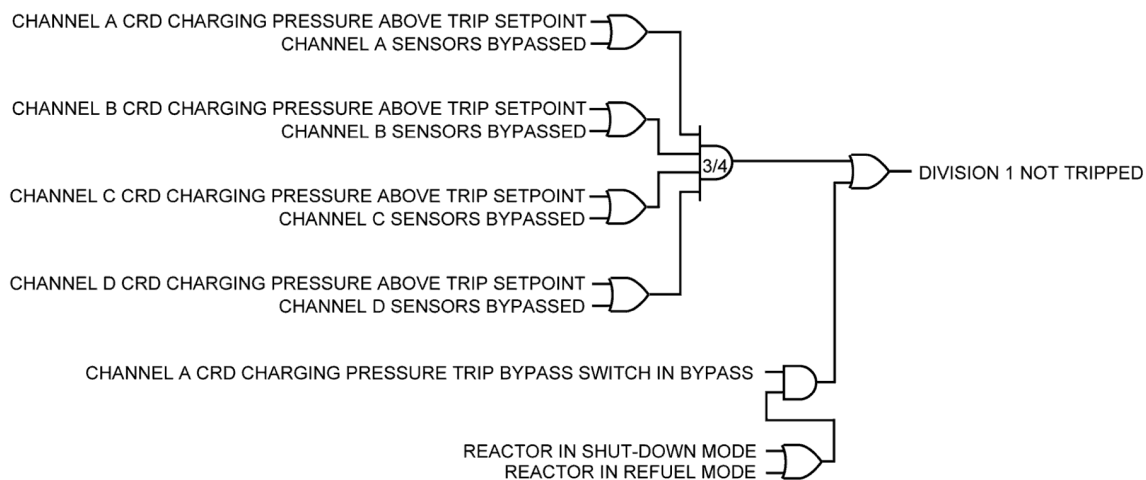 CHANNEL A CRD CHARGING PRESSURE ABOVE TRIP SETPOINT
CHANNEL A SENSORS BYPASSED
CHANNEL B CRD CHARGING PRESSURE ABOVE TRIP SETPOINT
CHANNEL B SENSORS BYPASSED
3/4
DIVISION 1 NOT TRIPPED
CHANNEL C CRD CHARGING PRESSURE ABOVE TRIP SETPOINT
CHANNEL C SENSORS BYPASSED
CHANNEL D CRD CHARGING PRESSURE ABOVE TRIP SETPOINT
CHANNEL D SENSORS BYPASSED
CHANNEL A CRD CHARGING PRESSURE TRIP BYPASS SWITCH IN BYPASS
REACTOR IN SHUT-DOWN MODE
REACTOR IN REFUEL MODE